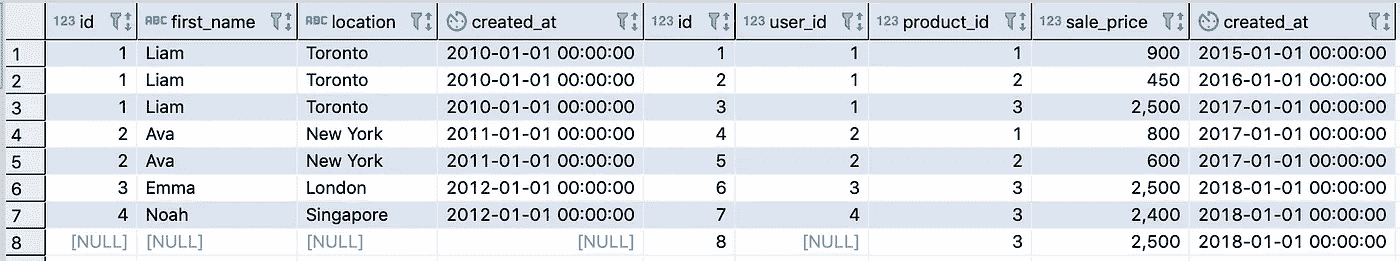 123 id ABC first_name ABC location created_at 123 id 123 user_id 123 product_id 123 sale_price created_at
1 1 Liam Toronto 2010-01-01 00:00:00 1 1 1 900 2015-01-01 00:00:00
2 1 Liam Toronto 2010-01-01 00:00:00 2 1 2 450 2016-01-01 00:00:00
3 1 Liam Toronto 2010-01-01 00:00:00 3 1 3 2,500 2017-01-01 00:00:00
4 2 Ava New York 2011-01-01 00:00:00 4 2 1 800 2017-01-01 00:00:00
5 2 Ava New York 2011-01-01 00:00:00 5 2 2 600 2017-01-01 00:00:00
6 3 Emma London 2012-01-01 00:00:00 6 3 3 2,500 2018-01-01 00:00:00
7 4 Noah Singapore 2012-01-01 00:00:00 7 4 3 2,400 2018-01-01 00:00:00
8 [NULL] [NULL] [NULL] [NULL] 8 [NULL] 3 2,500 2018-01-01 00:00:00